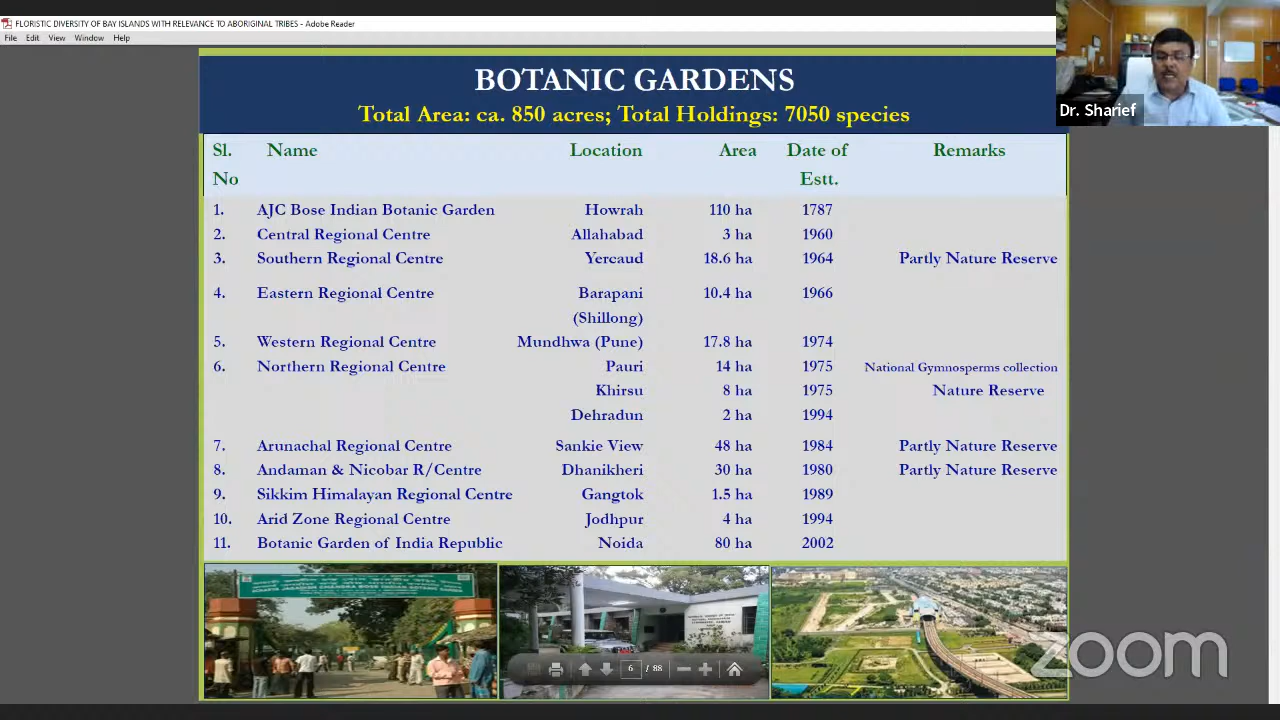 FLORISTIC DIVERSITY OF BAY ISLANDS WITH RELEVANCE TO ABORIGINAL TRIBES - Adobe Reader
File Edit View Window Help
Dr. Sharief
BOTANIC GARDENS
Total Area: ca. 850 acres; Total Holdings: 7050 species
Sl. No Name Location Area Date of Estt. Remarks
1. AJC Bose Indian Botanic Garden Howrah 110 ha 1787
2. Central Regional Centre Allahabad 3 ha 1960
3. Southern Regional Centre Yercaud 18.6 ha 1964 Partly Nature Reserve
4. Eastern Regional Centre Barapani 10.4 ha 1966
(Shillong)
5. Western Regional Centre Mundhwa (Pune) 17.8 ha 1974
6. Northern Regional Centre Pauri 14 ha 1975 National Gymnosperms collection
Khirsu 8 ha 1975 Nature Reserve
Dehradun 2 ha 1994
7. Arunachal Regional Centre Sankie View 48 ha 1984 Partly Nature Reserve
8. Andaman & Nicobar R/Centre Dhanikheri 30 ha 1980 Partly Nature Reserve
9. Sikkim Himalayan Regional Centre Gangtok 1.5 ha 1989
10. Arid Zone Regional Centre Jodhpur 4 ha 1994
11. Botanic Garden of India Republic Noida 80 ha 2002
6 / 88
zoom